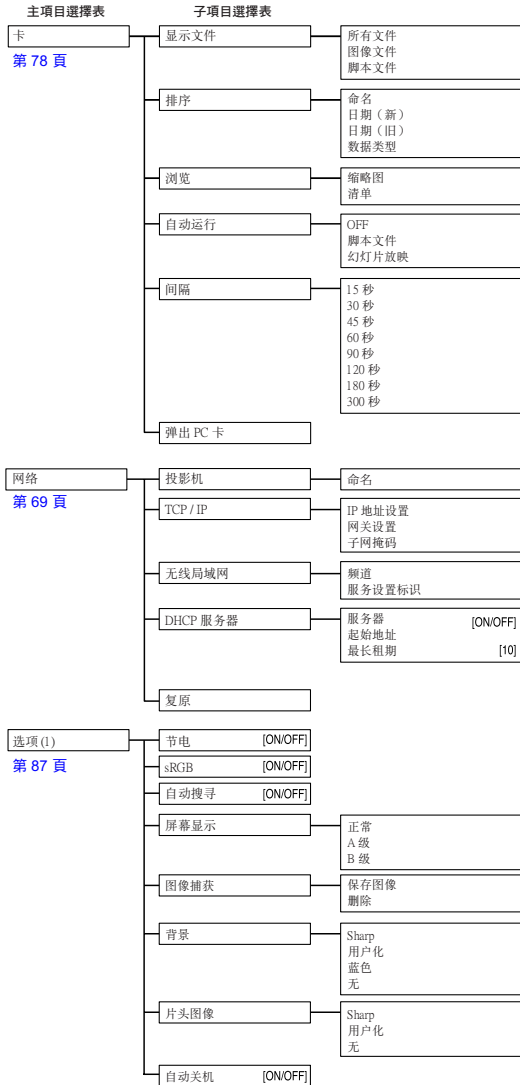 主項目選擇表
子項目選擇表
卡
第 78 頁
显示文件
所有文件
图像文件
脚本文件
排序
命名
日期（新）
日期（旧）
数据类型
浏览
缩略图
清单
自动运行
OFF
脚本文件
幻灯片放映
间隔
15 秒
30 秒
45 秒
60 秒
90 秒
120 秒
180 秒
300 秒
弹出 PC 卡
网络
第 69 頁
投影机
命名
TCP / IP
IP 地址设置
网关设置
子网掩码
无线局域网
频道
服务设置标识
DHCP 服务器
服务器 [ON/OFF]
起始地址
最长租期 [10]
复原
选项 (1)
第 87 頁
节电 [ON/OFF]
sRGB [ON/OFF]
自动搜寻 [ON/OFF]
屏幕显示
正常
A 级
B 级
图像捕获
保存图像
删除
背景
Sharp
用户化
蓝色
无
片头图像
Sharp
用户化
无
自动关机 [ON/OFF]